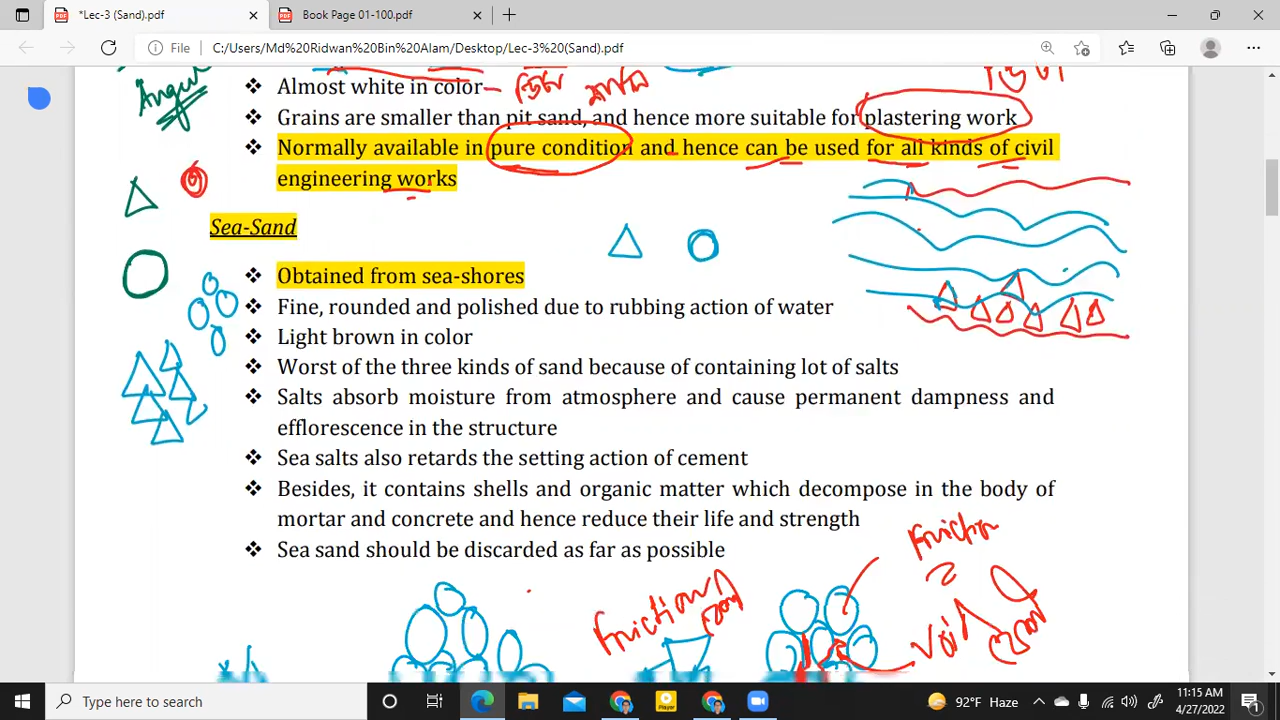 *Lec-3 (Sand).pdf
Book Page 01-100.pdf
File
C:/Users/Md%20Ridwan%20Bin%20Alam/Desktop/Lec-3%20(Sand).pdf
❖ Almost white in color
❖ Grains are smaller than pit sand, and hence more suitable for plastering work
❖ Normally available in pure condition and hence can be used for all kinds of civil
engineering works
Sea-Sand
❖ Obtained from sea-shores
❖ Fine, rounded and polished due to rubbing action of water
❖ Light brown in color
❖ Worst of the three kinds of sand because of containing lot of salts
❖ Salts absorb moisture from atmosphere and cause permanent dampness and
efflorescence in the structure
❖ Sea salts also retards the setting action of cement
❖ Besides, it contains shells and organic matter which decompose in the body of
mortar and concrete and hence reduce their life and strength
❖ Sea sand should be discarded as far as possible
Friction
Friction
Void
Type here to search
92°F Haze
11:15 AM
4/27/2022